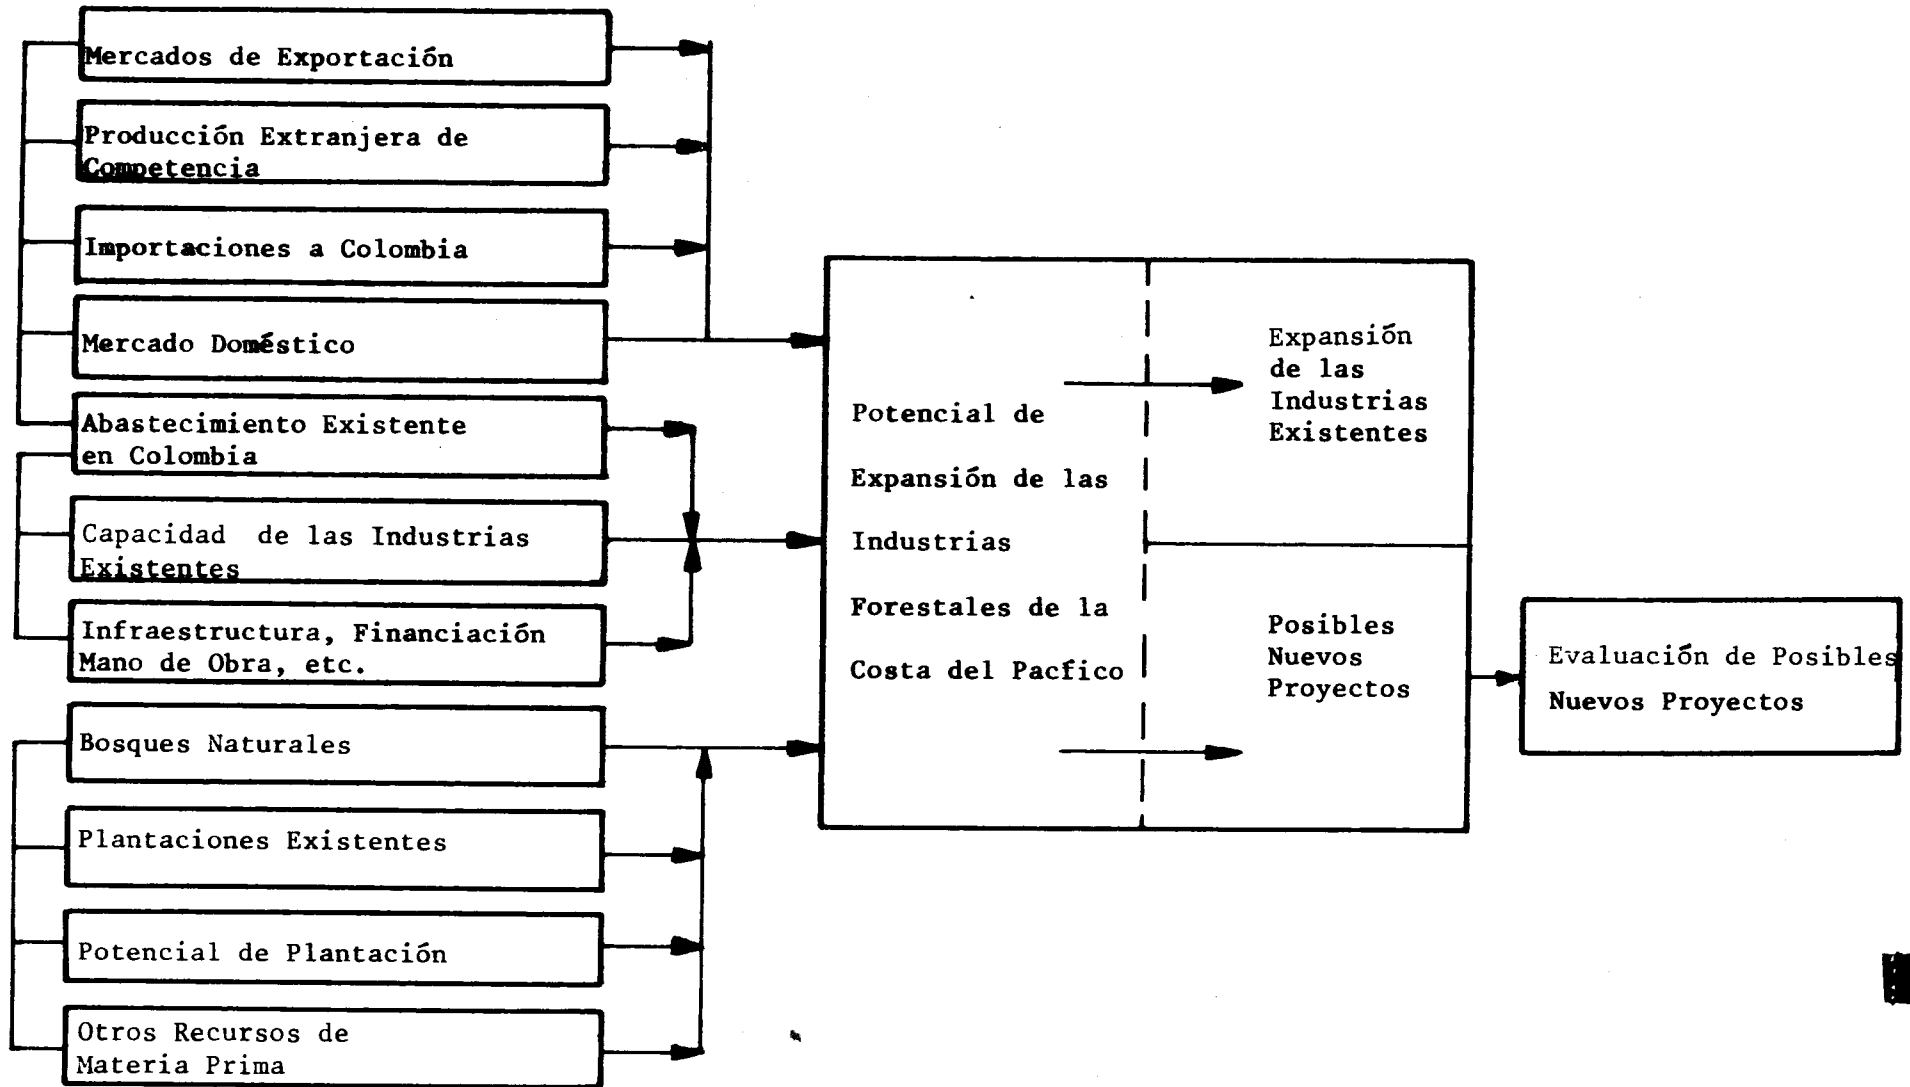 Mercados de Exportación
Producción Extranjera de
Competencia
Importaciones a Colombia
Mercado Doméstico
Abastecimiento Existente
en Colombia
Capacidad de las Industrias
Existentes
Infraestructura, Financiación
Mano de Obra, etc.
Bosques Naturales
Plantaciones Existentes
Potencial de Plantación
Otros Recursos de
Materia Prima
Potencial de
Expansión de las
Industrias
Forestales de la
Costa del Pacfico
Expansión
de las
Industrias
Existentes
Posibles
Nuevos
Proyectos
Evaluación de Posibles
Nuevos Proyectos